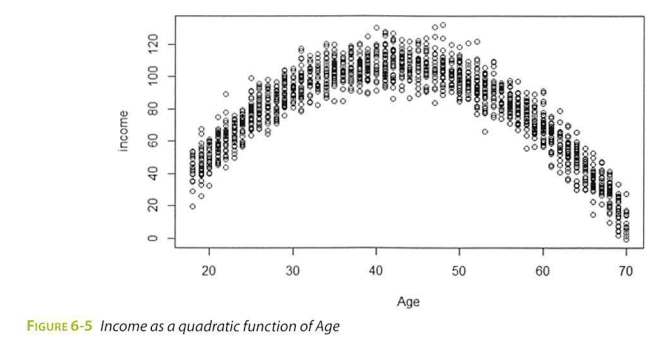 income
0 20 40 60 80 100 120
20 30 40 50 60 70
Age
FIGURE 6-5 Income as a quadratic function of Age